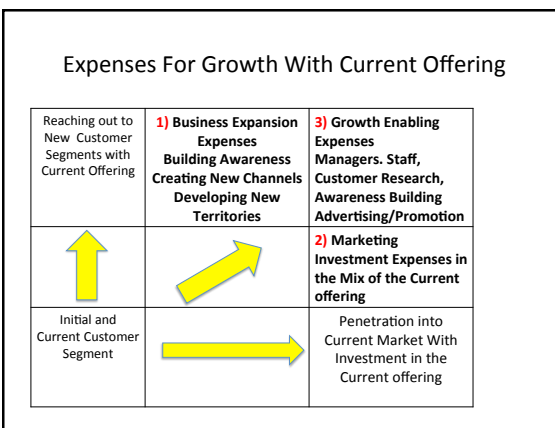 Expenses For Growth With Current Offering
Reaching out to
New Customer
Segments with
Current Offering
1) Business Expansion
Expenses
Building Awareness
Creating New Channels
Developing New
Territories
3) Growth Enabling
Expenses
Managers. Staff,
Customer Research,
Awareness Building
Advertising/Promotion
2) Marketing
Investment Expenses in
the Mix of the Current
offering
Initial and
Current Customer
Segment
Penetration into
Current Market With
Investment in the
Current offering